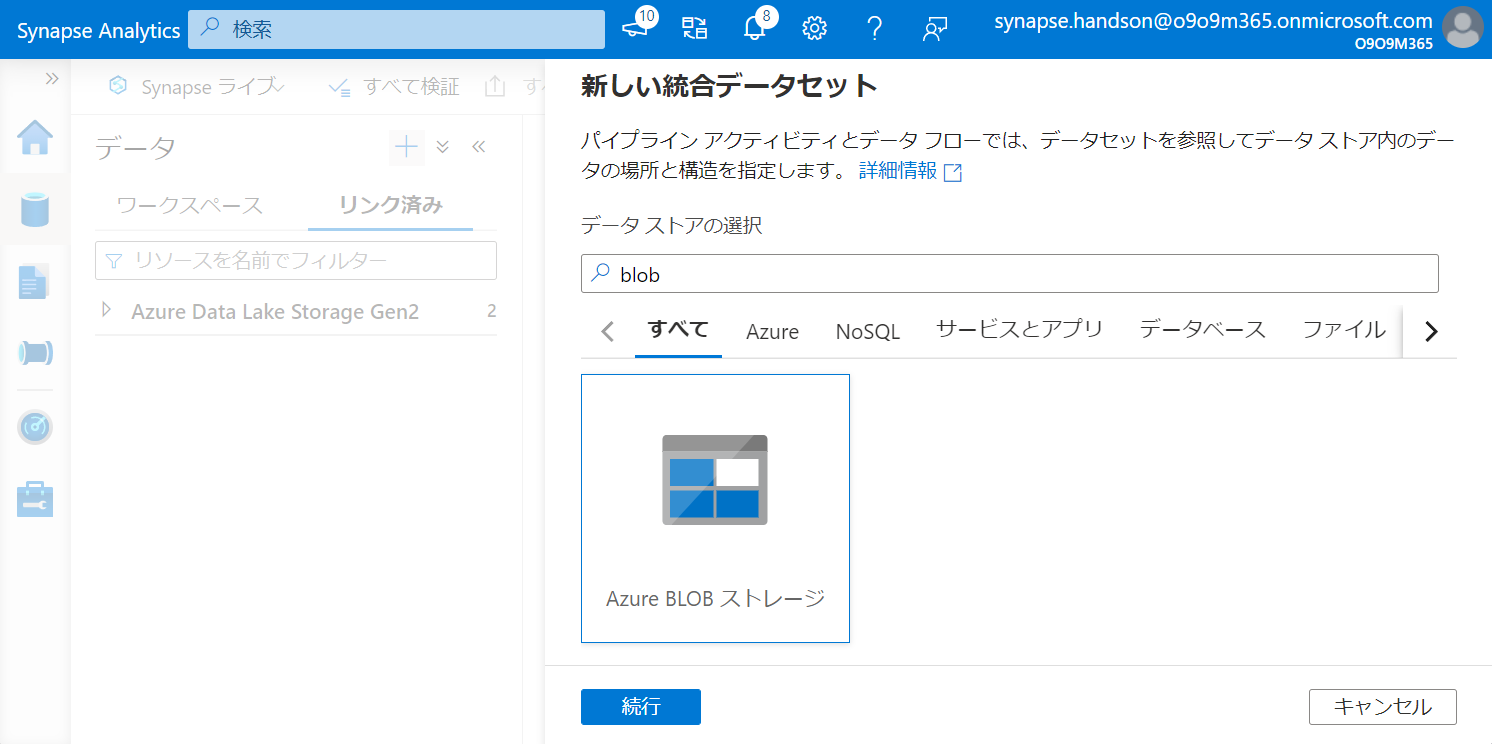 Synapse Analytics
検索
10
8
synapse.handson@o9o9m365.onmicrosoft.com
O9O9M365
Synapse ライブ
すべて検証
データ
ワークスペース
リンク済み
リソースを名前でフィルター
Azure Data Lake Storage Gen2
2
新しい統合データセット
パイプライン アクティビティとデータ フローでは、データセットを参照してデータ ストア内のデー
タの場所と構造を指定します。 詳細情報
データ ストアの選択
blob
すべて
Azure
NoSQL
サービスとアプリ
データベース
ファイル
Azure BLOB ストレージ
続行
キャンセル